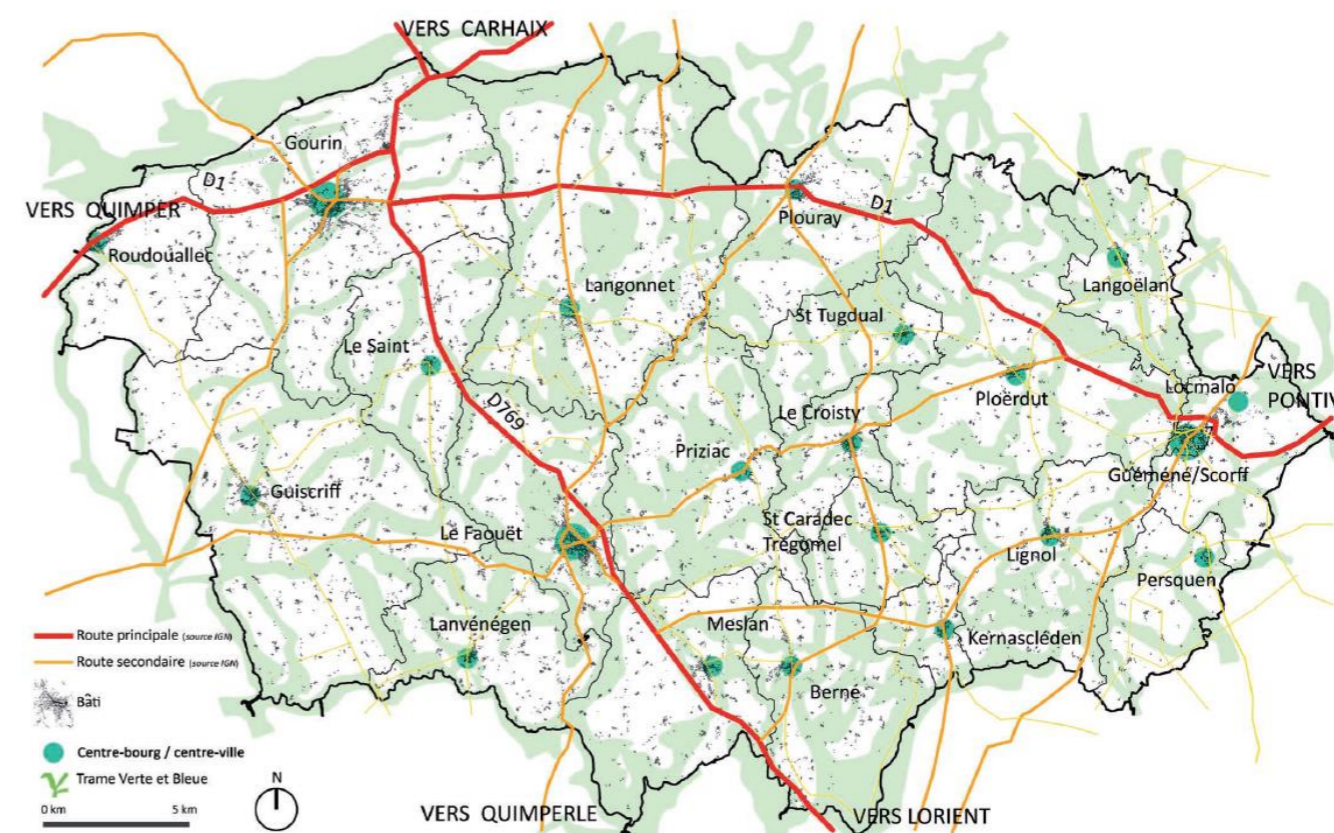 VERS CARHAIX
Gourin
D1
VERS QUIMPER
Roudouallec
Plouray
D1
Langoëlan
Langonnet
St Tugdual
Le Saint
D769
Le Croisty
Ploërdut
Locmalo
VERS
PONTIV
Priziac
Guémené/Scorff
Guiscriff
Le Faouët
St Caradec
Trégomel
Lignol
Persquen
Lanvénégen
Meslan
Kernascléden
Berné
Route principale (source IGN)
Route secondaire (source IGN)
Bâti
Centre-bourg / centre-ville
Trame Verte et Bleue
0 km 5 km
N
VERS QUIMPERLE
VERS LORIENT